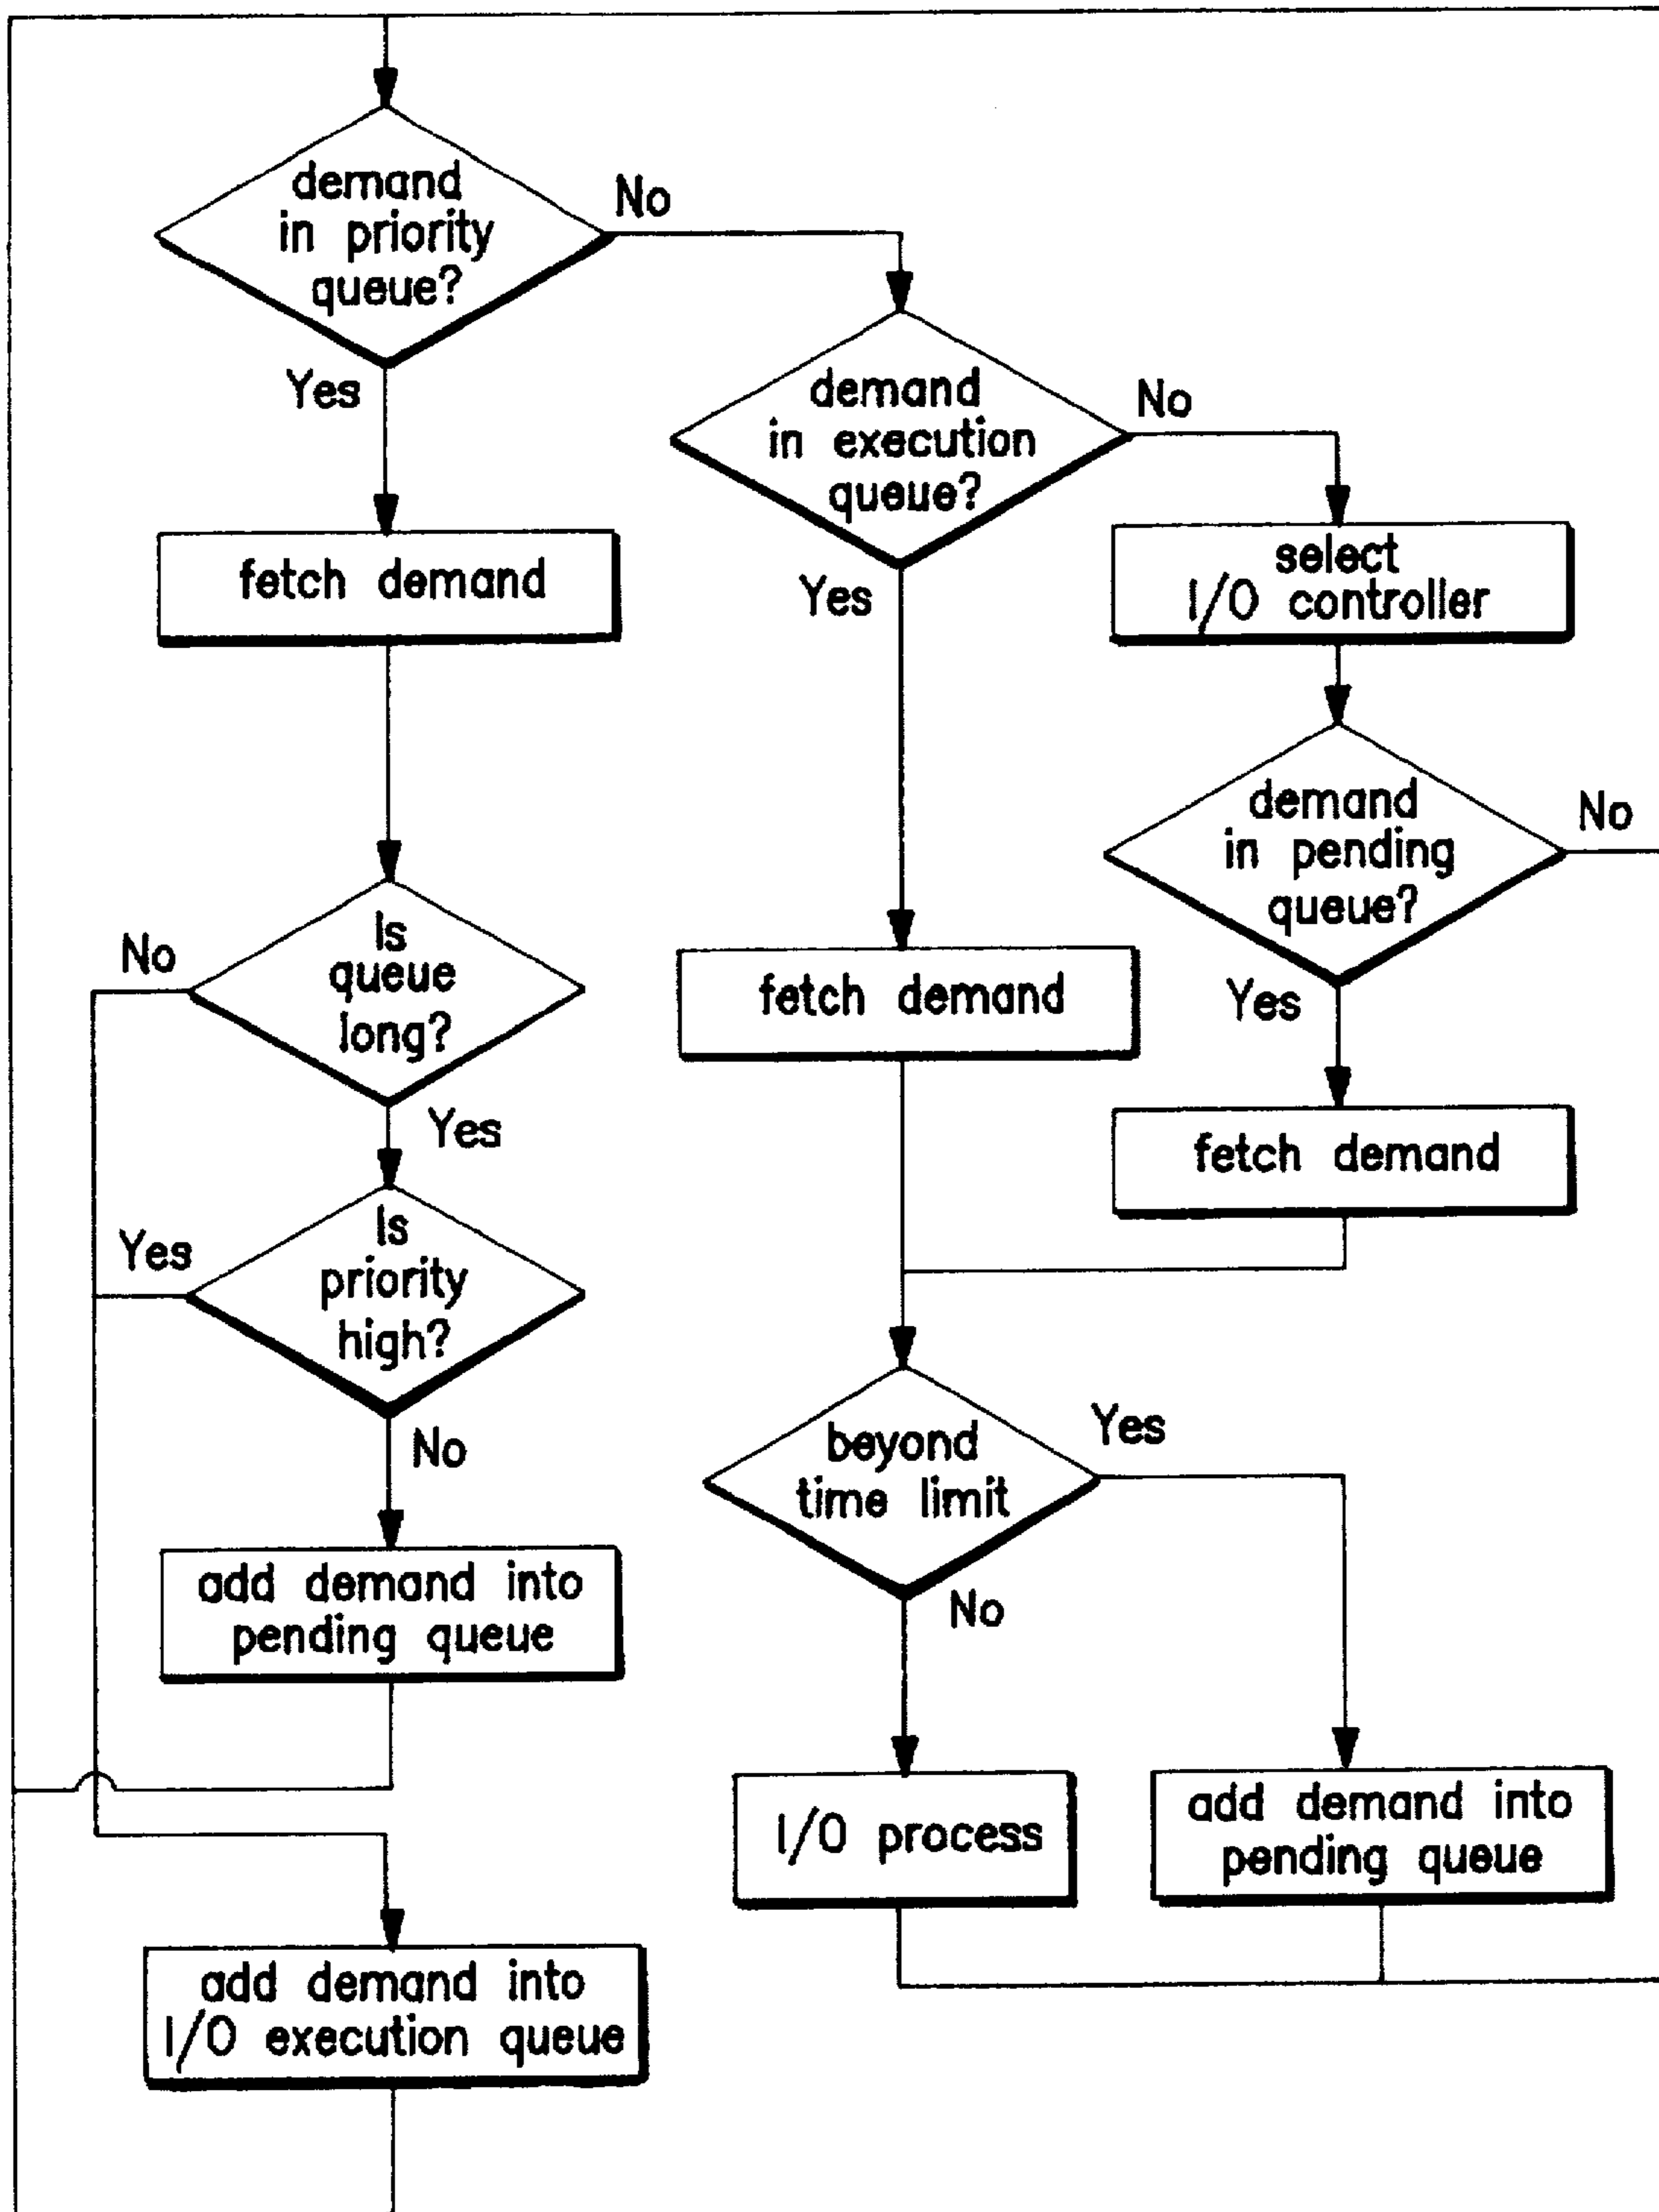 demand
in priority
queue?
No
Yes
fetch demand
demand
in execution
queue?
No
Yes
select
I/O controller
demand
in pending
queue?
No
Yes
fetch demand
fetch demand
Is
queue
long?
No
Yes
Is
priority
high?
Yes
No
add demand into
pending queue
beyond
time limit
Yes
No
I/O process
add demand into
pending queue
add demand into
I/O execution queue